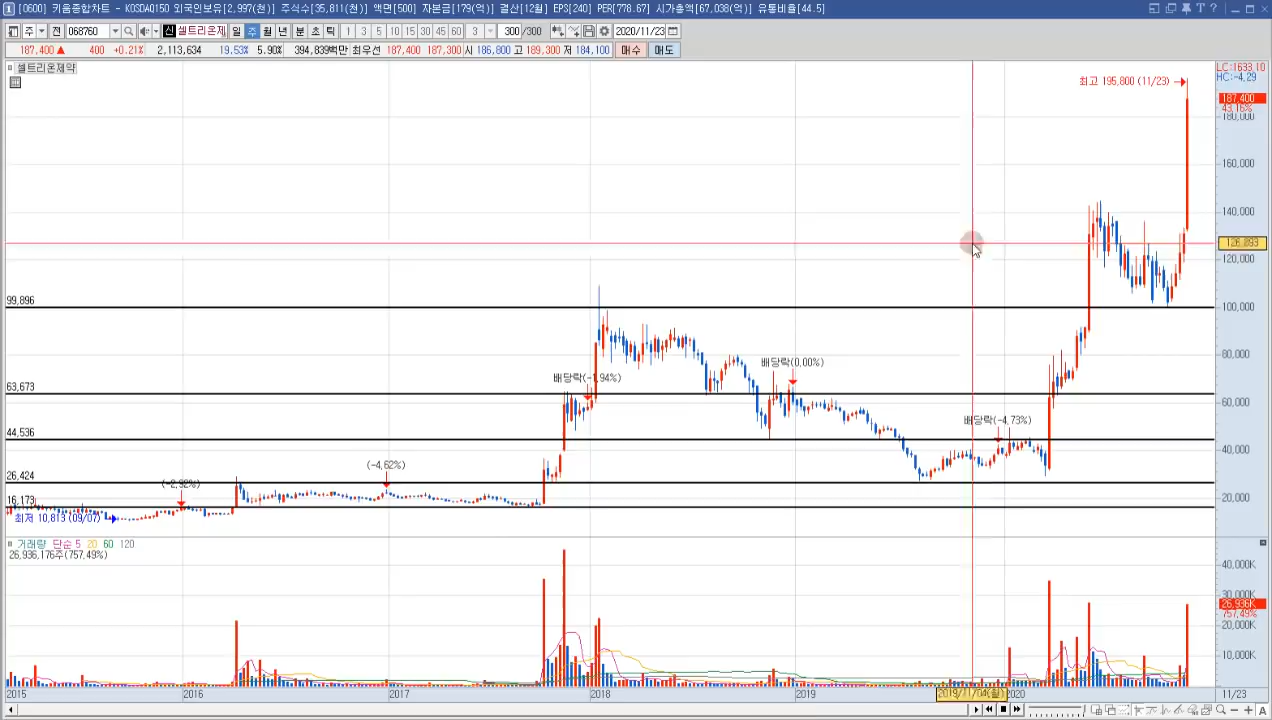 [0600] 키움종합차트 - KOSDAQ150 외국인보유[2,997(천)] 주식수[35,811(천)] 액면[500] 자본금[179(억)] 결산[12월] EPS[240] PER[778.67] 시가총액[67,038(억)] 유통비율[44.5]
주 전 068760 신 셀트리온제 일 주 월 년 분 초 틱 1 3 5 10 15 30 45 60 3 300 /300 2020/11/23
187,400 ▲ 400 +0.21% 2,113,634 19.53% 5.90% 394,839백만 최우선 187,400 187,300 시 186,800 고 189,300 저 184,100 매수 매도
셀트리온제약
LC:1633.10
HC:-4.29
최고 195,800 (11/23)
187,400
43.16%
180,000
160,000
140,000
126,893
120,000
99,896
100,000
배당락(0.00%)
80,000
배당락(-1.94%)
63,673
60,000
배당락(-4.73%)
44,536
40,000
(-4.62%)
26,424
(-2.92%)
20,000
16,173
최저 10,813 (09/07)
거래량 단순 5 20 60 120
26,936,176주(757.49%)
40,000K
30,000K
26,936K
757.49%
20,000K
10,000K
2015 2016 2017 2018 2019 2019/11/04(월) 2020 11/23